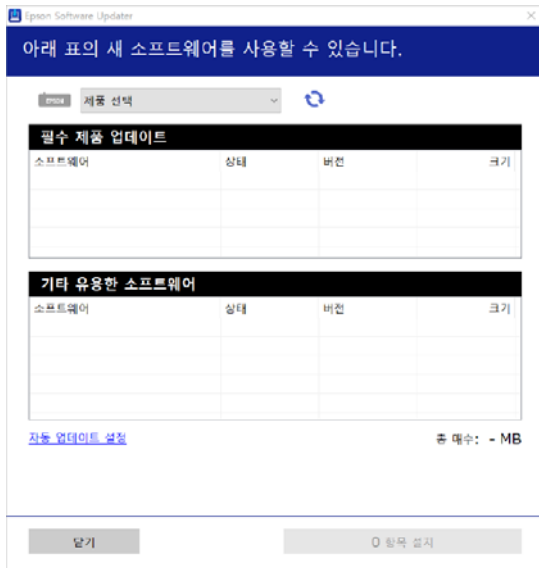 Epson Software Updater
아래 표의 새 소프트웨어를 사용할 수 있습니다.
EPSON 제품 선택
필수 제품 업데이트
소프트웨어 상태 버전 크기
기타 유용한 소프트웨어
소프트웨어 상태 버전 크기
자동 업데이트 설정 총 매수: - MB
닫기 0 항목 설치